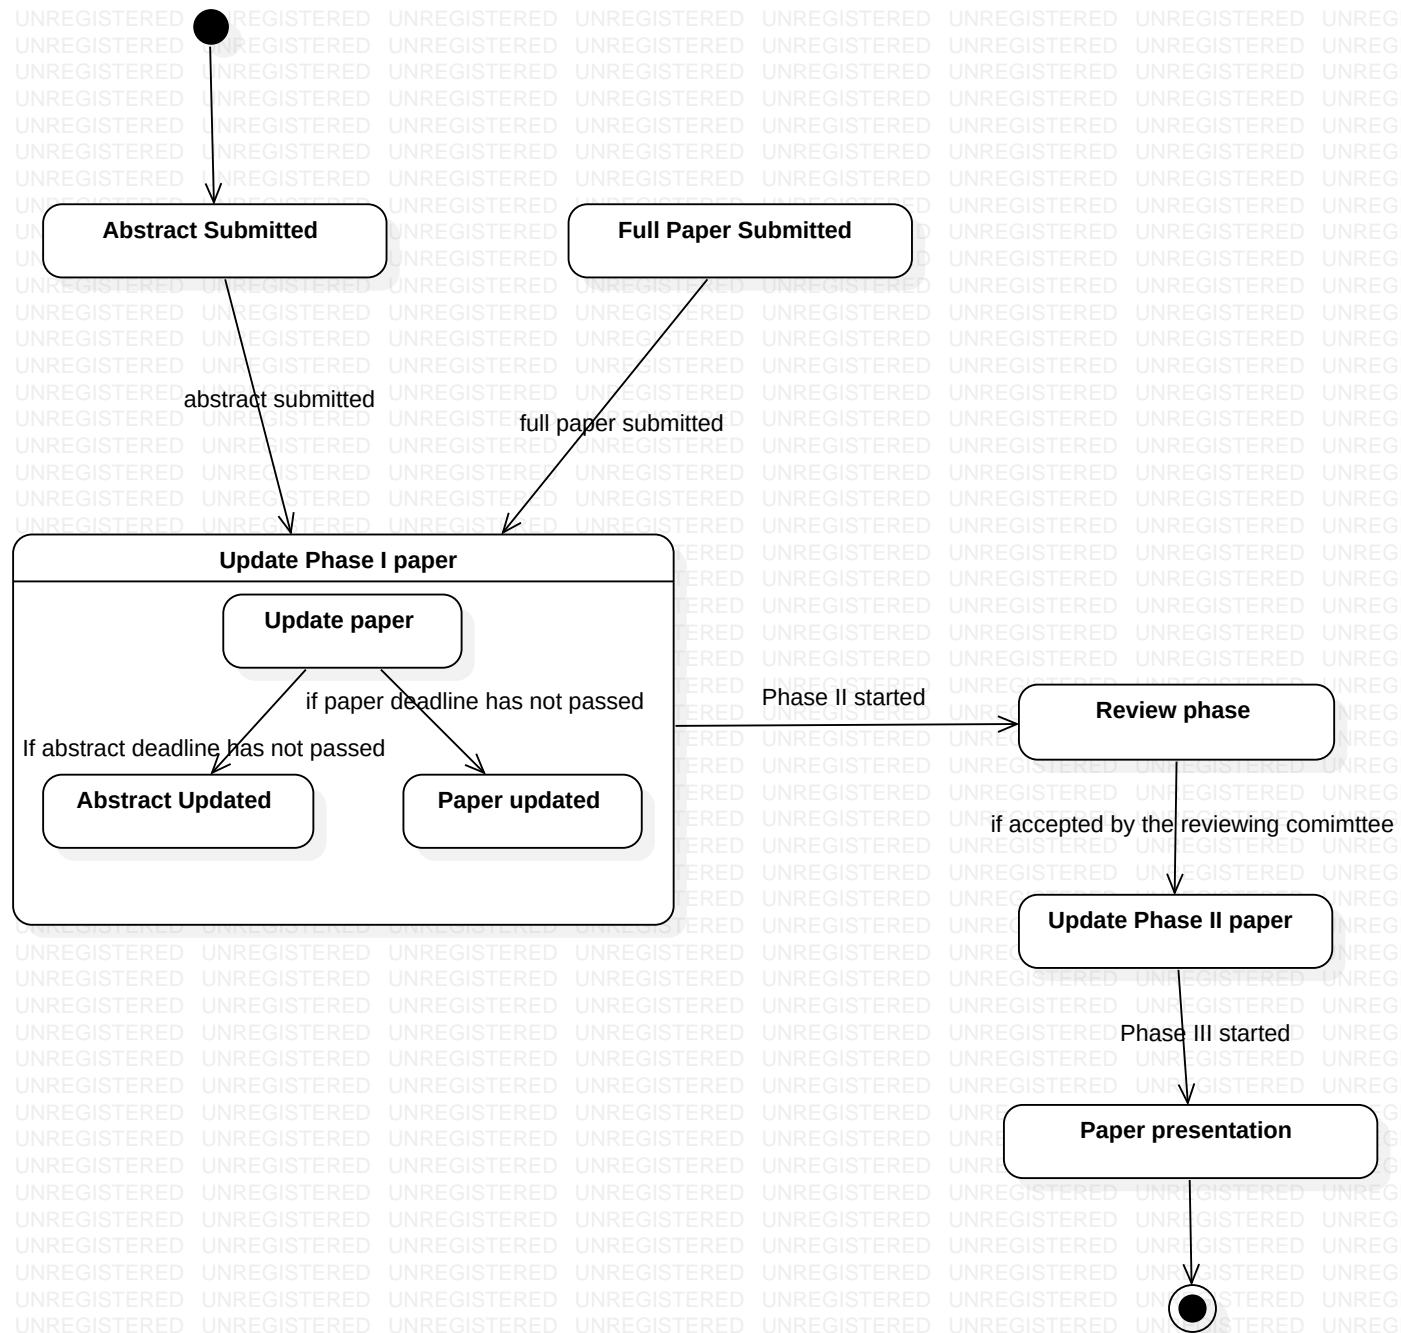 Abstract Submitted
Full Paper Submitted
abstract submitted
full paper submitted
Update Phase I paper
Update paper
if paper deadline has not passed
If abstract deadline has not passed
Abstract Updated
Paper updated
Phase II started
Review phase
if accepted by the reviewing comimttee
Update Phase II paper
Phase III started
Paper presentation
UNREGISTERED